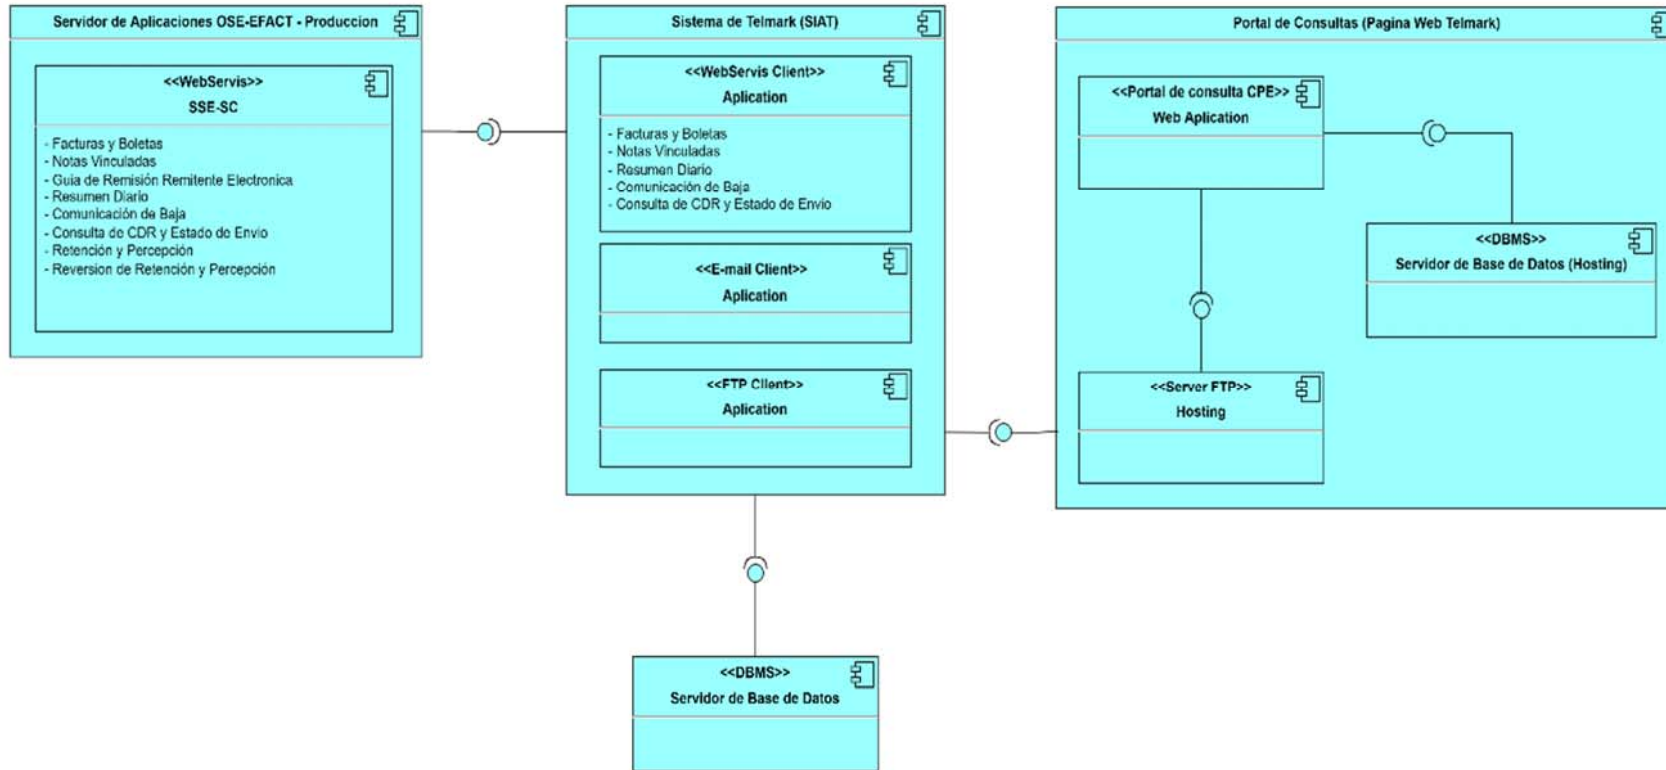 Servidor de Aplicaciones OSE-EFACT - Produccion
<<WebServis>>
SSE-SC
- Facturas y Boletas
- Notas Vinculadas
- Guia de Remisión Remitente Electronica
- Resumen Diario
- Comunicación de Baja
- Consulta de CDR y Estado de Envio
- Retención y Percepción
- Reversion de Retención y Percepción
Sistema de Telmark (SIAT)
<<WebServis Client>>
Aplication
- Facturas y Boletas
- Notas Vinculadas
- Resumen Diario
- Comunicación de Baja
- Consulta de CDR y Estado de Envio
<<E-mail Client>>
Aplication
<<FTP Client>>
Aplication
<<DBMS>>
Servidor de Base de Datos
Portal de Consultas (Pagina Web Telmark)
<<Portal de consulta CPE>>
Web Aplication
<<DBMS>>
Servidor de Base de Datos (Hosting)
<<Server FTP>>
Hosting